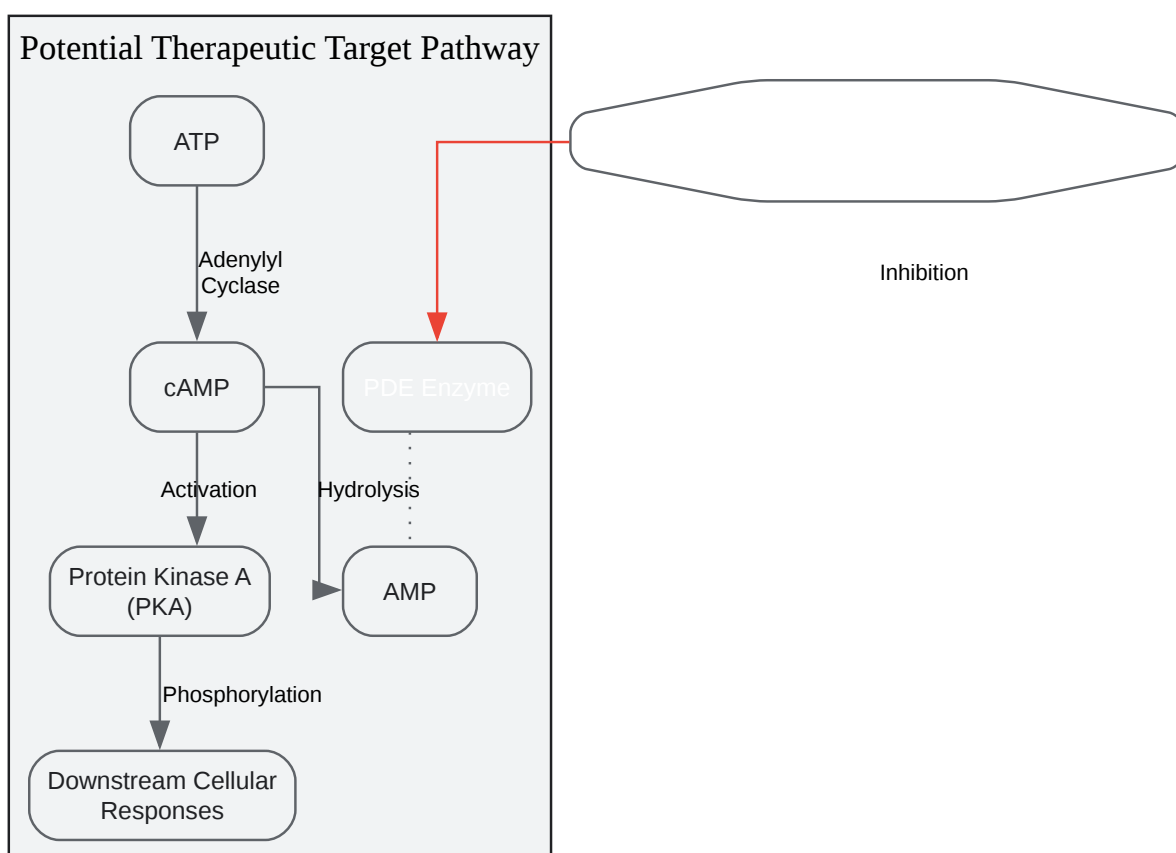 Potential Therapeutic Target Pathway
ATP
Adenylyl
Cyclase
Inhibition
cAMP
PDE Enzyme
Activation
Hydrolysis
Protein Kinase A
(PKA)
AMP
Phosphorylation
Downstream Cellular
Responses